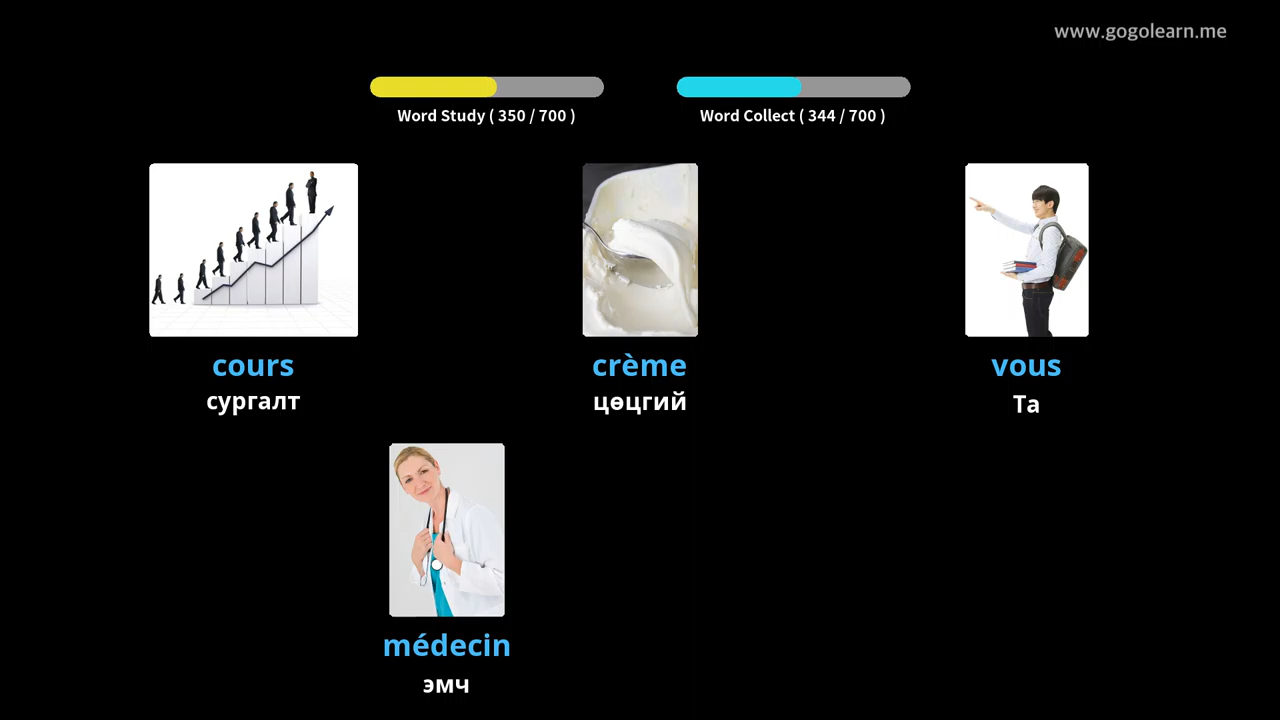 www.gogolearn.me
Word Study ( 350 / 700 )
Word Collect ( 344 / 700 )
cours
сургалт
crème
цөцгий
vous
Та
médecin
эмч